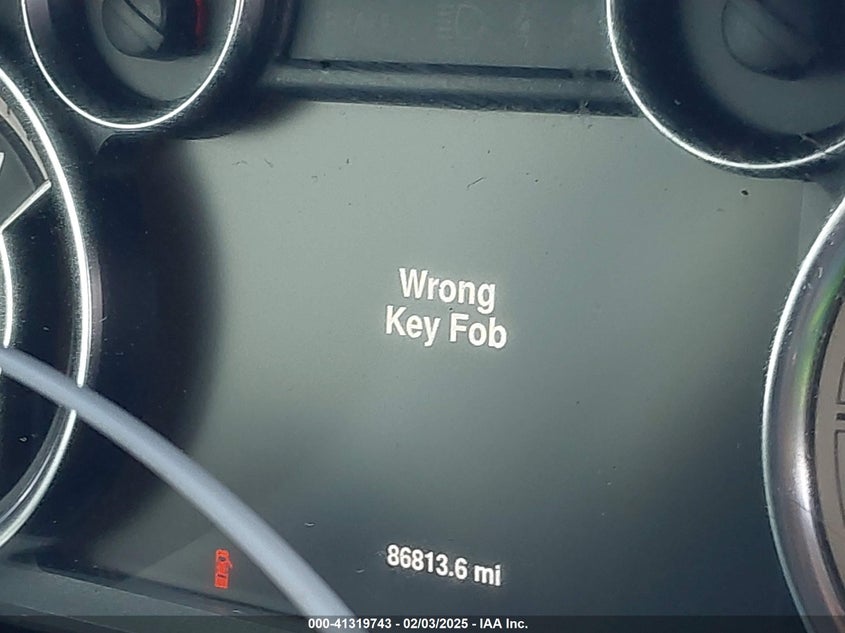 Wrong
Key Fob
86813.6 mi
000-41319743 - 02/03/2025 - IAA Inc.